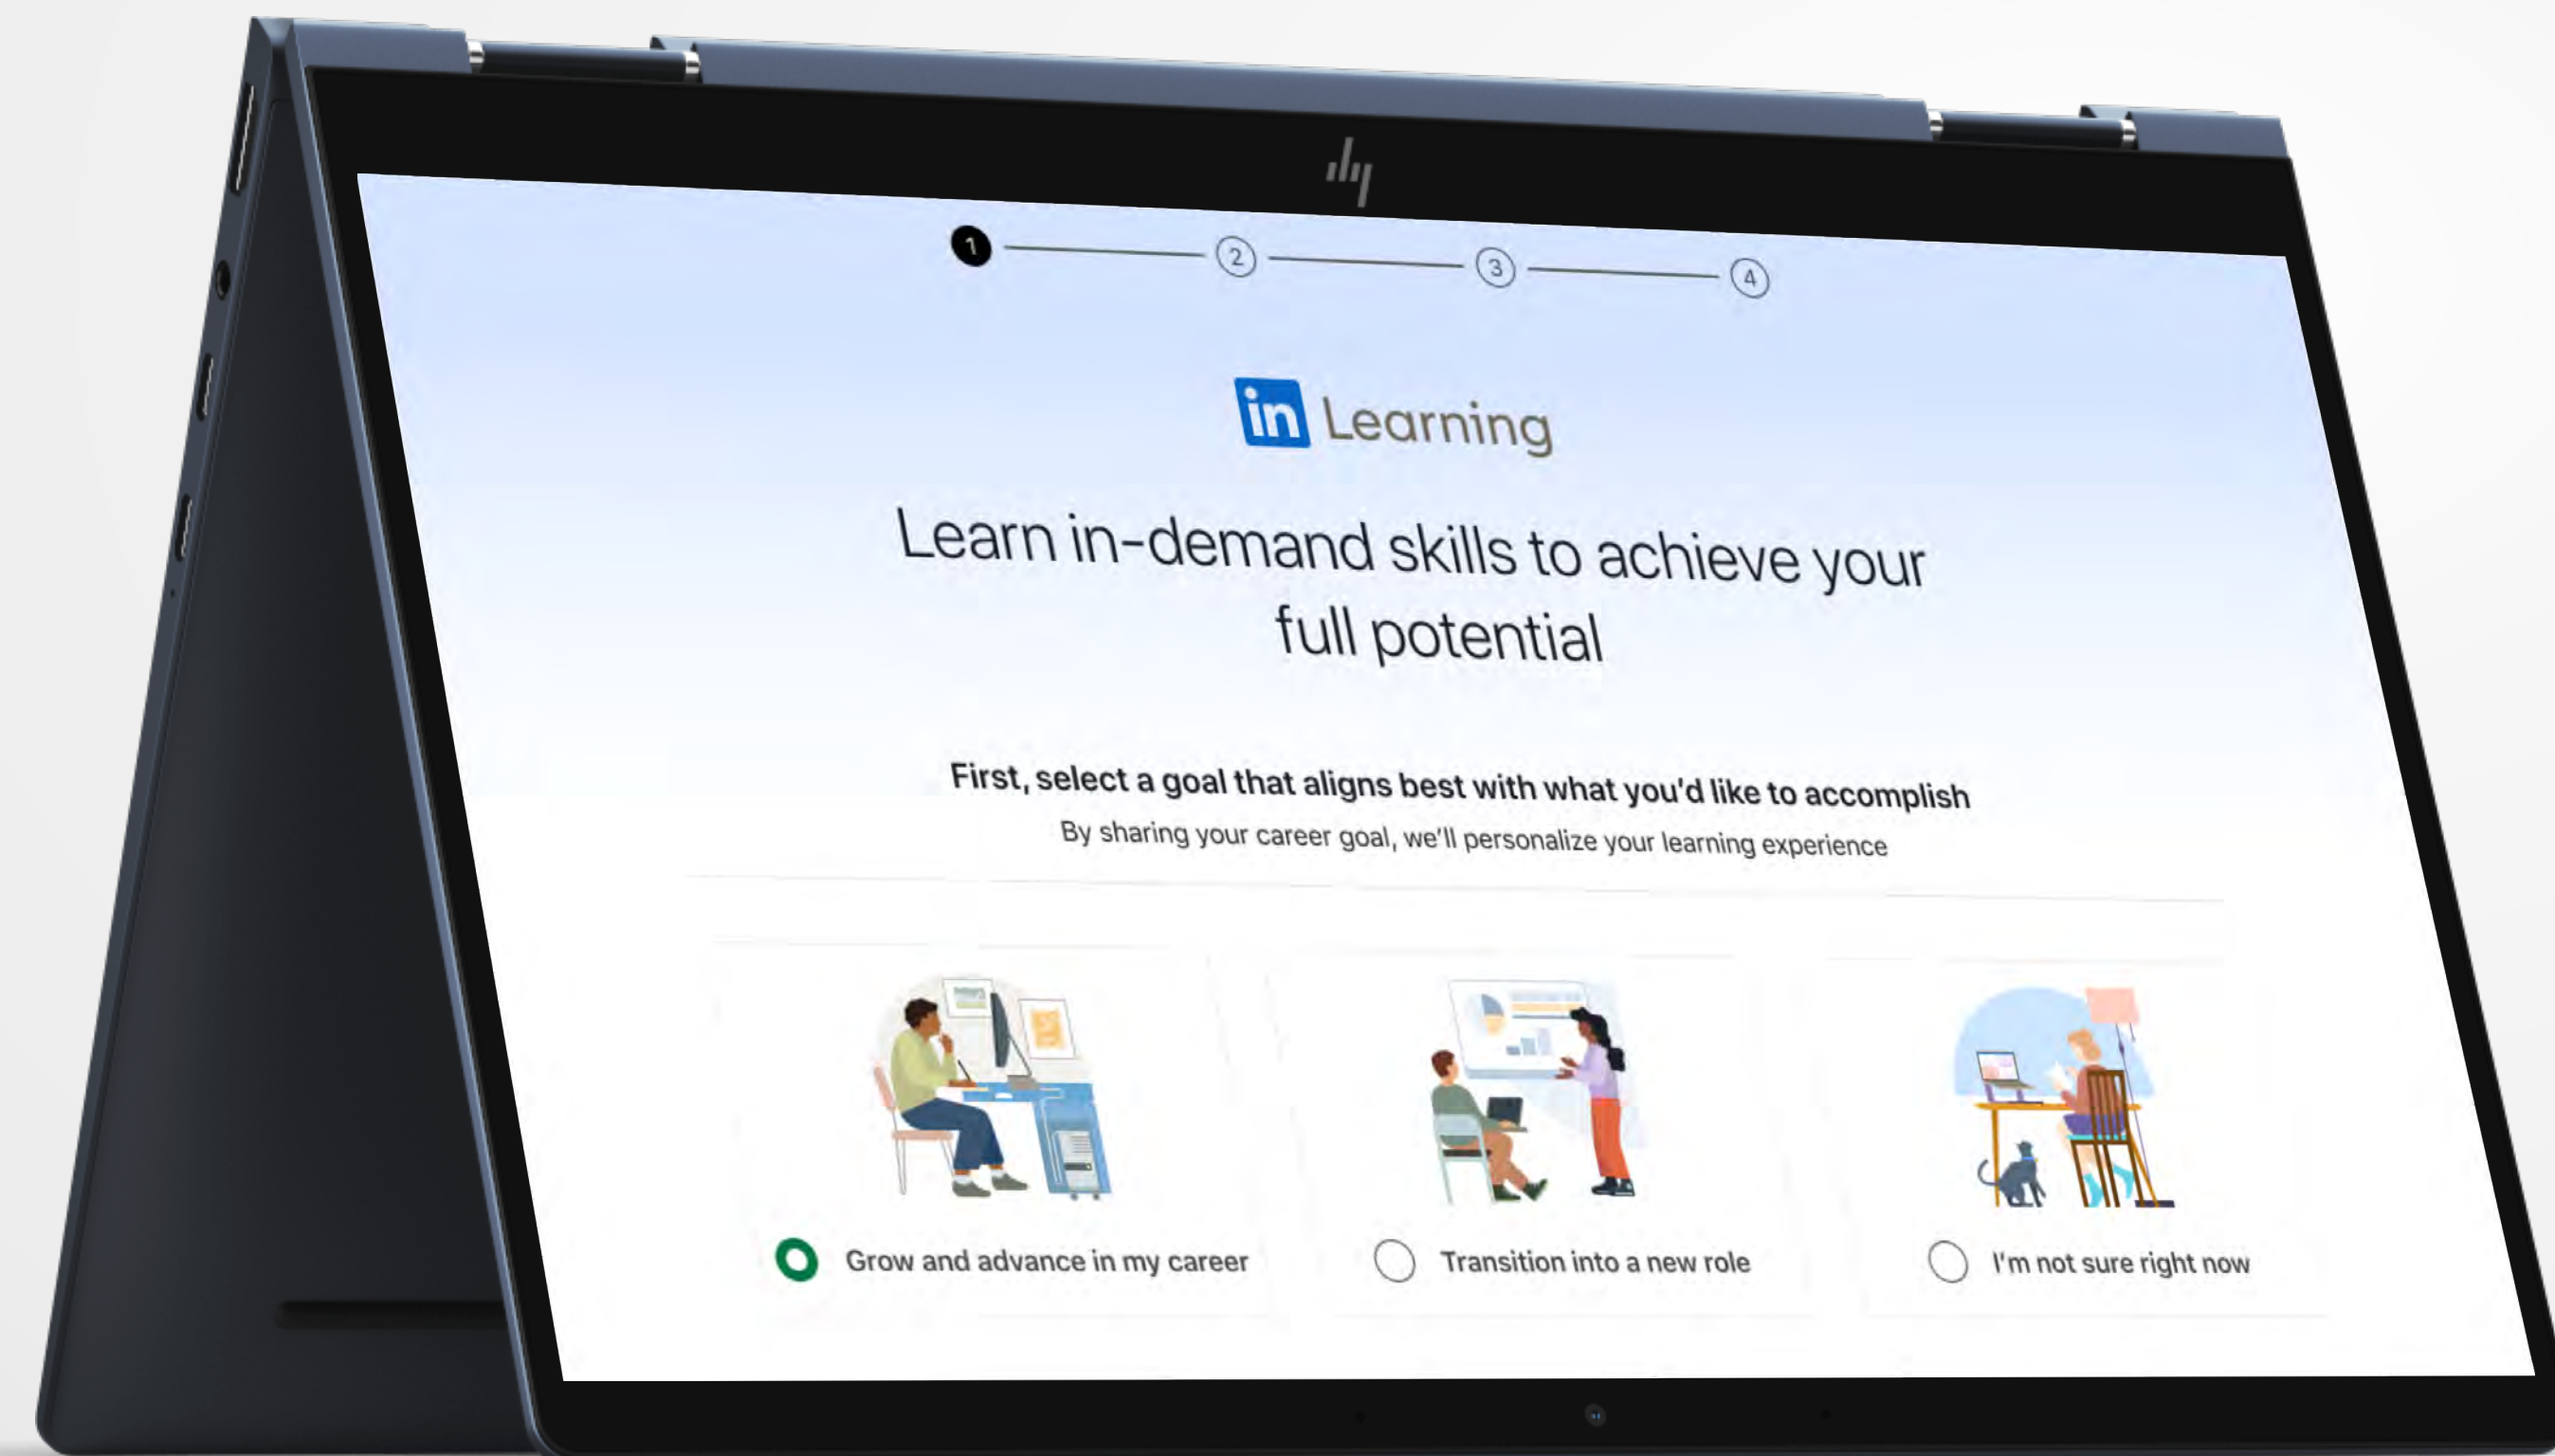 hp
1 2 3 4
in Learning
Learn in-demand skills to achieve your
full potential
First, select a goal that aligns best with what you'd like to accomplish
By sharing your career goal, we'll personalize your learning experience
Grow and advance in my career
Transition into a new role
I'm not sure right now